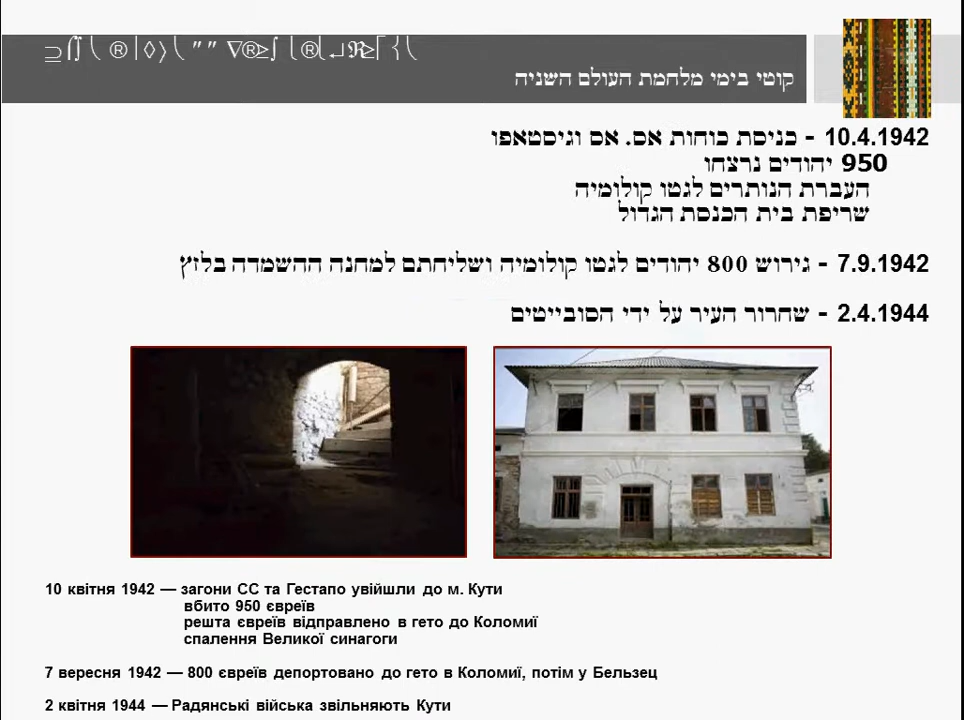 קוטי בימי מלחמת העולם השניה
10.4.1942 - כניסת כוחות אס. אס וגיסטאפו
950 יהודים נרצחו
העברת הנותרים לגטו קולומיה
שריפת בית הכנסת הגדול
7.9.1942 - גירוש 800 יהודים לגטו קולומיה ושליחתם למחנה ההשמדה בלזץ
2.4.1944 - שחרור העיר על ידי הסובייטים
10 квітня 1942 — загони СС та Гестапо увійшли до м. Кути
вбито 950 євреїв
решта євреїв відправлено в гето до Коломиї
спалення Великої синагоги
7 вересня 1942 — 800 євреїв депортовано до гето в Коломиї, потім у Бельзец
2 квітня 1944 — Радянські війська звільняють Кути